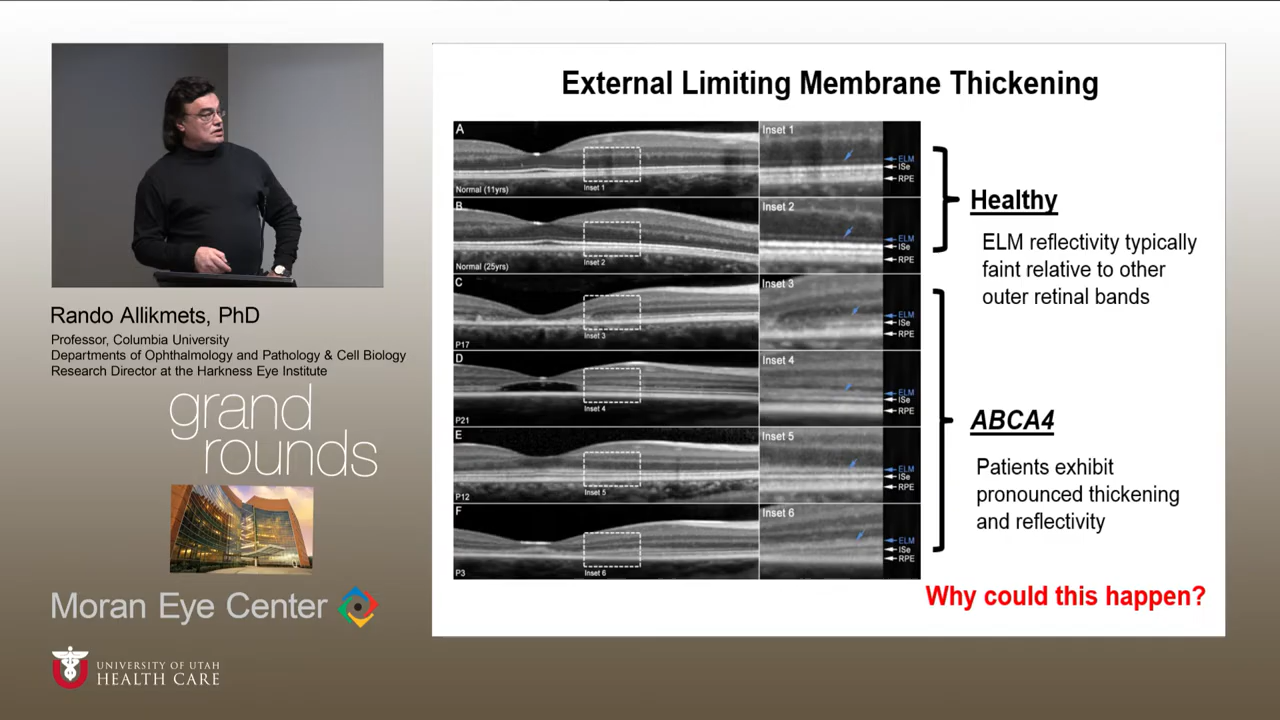 External Limiting Membrane Thickening
A
Normal (11yrs)
Inset 1
Inset 1
ELM
ISe
RPE
B
Normal (25yrs)
Inset 2
Inset 2
ELM
ISe
RPE
C
P17
Inset 3
Inset 3
ELM
ISe
RPE
D
P21
Inset 4
Inset 4
ELM
ISe
RPE
E
P12
Inset 5
Inset 5
ELM
ISe
RPE
F
P3
Inset 6
Inset 6
ELM
ISe
RPE
Healthy
ELM reflectivity typically
faint relative to other
outer retinal bands
ABCA4
Patients exhibit
pronounced thickening
and reflectivity
Why could this happen?
Rando Allikmets, PhD
Professor, Columbia University
Departments of Ophthalmology and Pathology & Cell Biology
Research Director at the Harkness Eye Institute
grand
rounds
Moran Eye Center
U
UNIVERSITY OF UTAH
HEALTH CARE